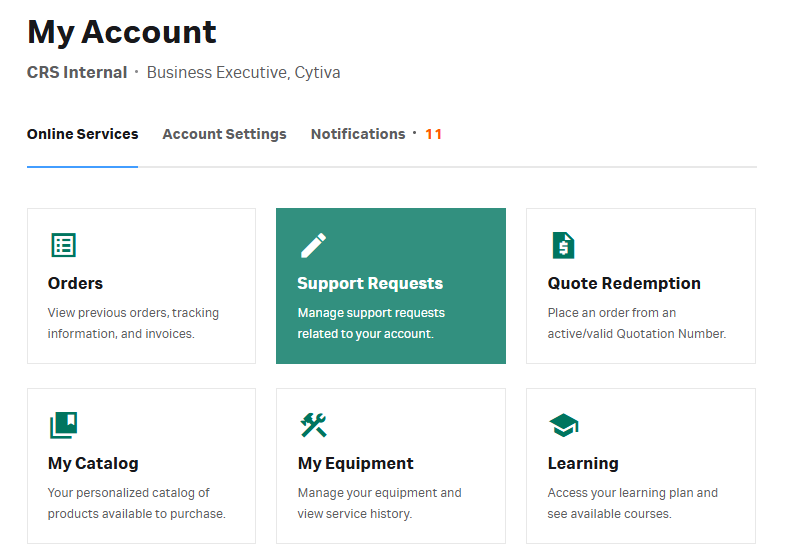 My Account
CRS Internal · Business Executive, Cytiva
Online Services Account Settings Notifications · 11
Orders
View previous orders, tracking
information, and invoices.
Support Requests
Manage support requests
related to your account.
Quote Redemption
Place an order from an
active/valid Quotation Number.
My Catalog
Your personalized catalog of
products available to purchase.
My Equipment
Manage your equipment and
view service history.
Learning
Access your learning plan and
see available courses.